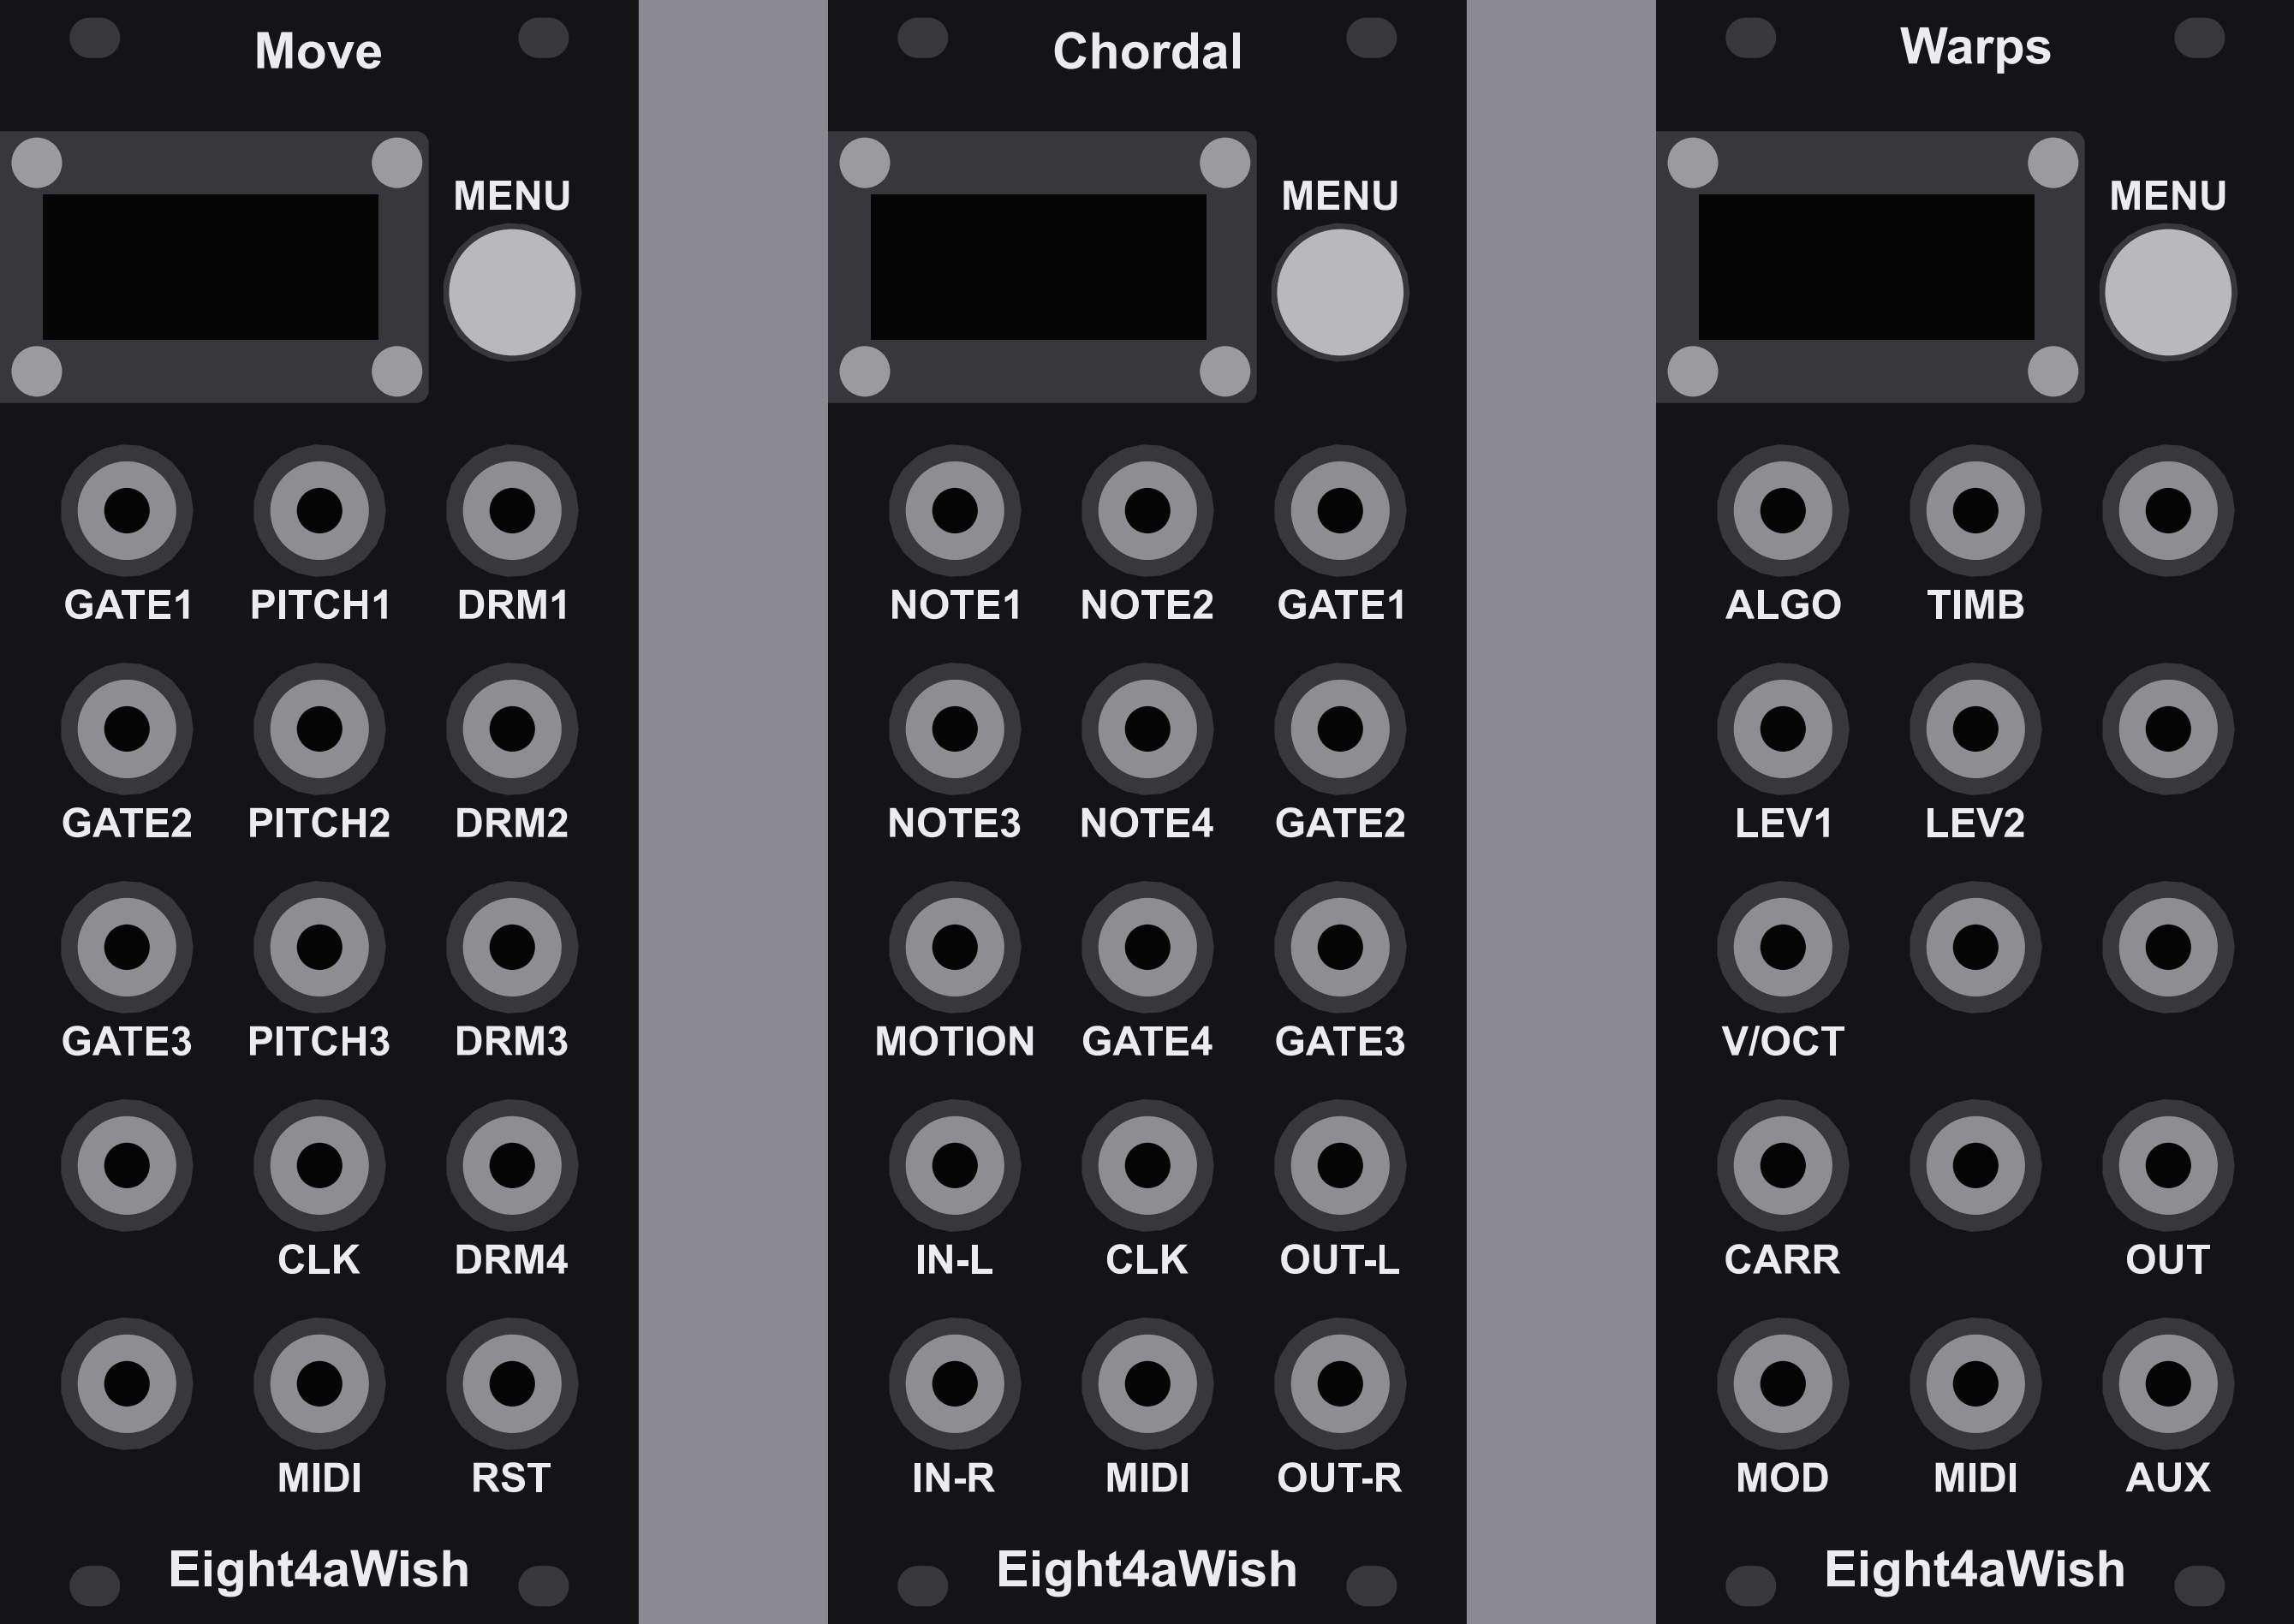 Move
MENU
GATE1 PITCH1 DRM1
GATE2 PITCH2 DRM2
GATE3 PITCH3 DRM3
CLK DRM4
MIDI RST
Eight4aWish
Chordal
MENU
NOTE1 NOTE2 GATE1
NOTE3 NOTE4 GATE2
MOTION GATE4 GATE3
IN-L CLK OUT-L
IN-R MIDI OUT-R
Eight4aWish
Warps
MENU
ALGO TIMB
LEV1 LEV2
V/OCT
CARR OUT
MOD MIDI AUX
Eight4aWish